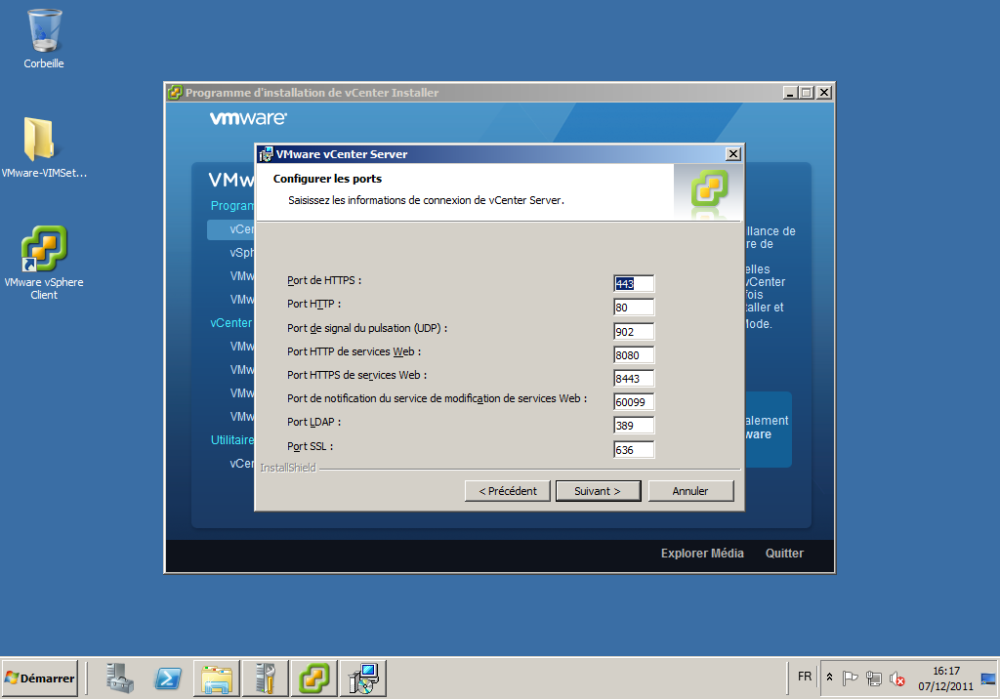 Corbeille
VMware-VIMSet...
VMware vSphere
Client
Programme d'installation de vCenter Installer
vmware
VMware vCenter Server
Configurer les ports
Saisissez les informations de connexion de vCenter Server.
Port de HTTPS : 443
Port HTTP : 80
Port de signal du pulsation (UDP) : 902
Port HTTP de services Web : 8080
Port HTTPS de services Web : 8443
Port de notification du service de modification de services Web : 60099
Port LDAP : 389
Port SSL : 636
InstallShield
< Précédent
Suivant >
Annuler
VMw
Program
vCen
vSph
VMw
VMw
vCenter
VMw
VMw
VMw
VMw
Utilitaire
vCen
llance de
re de
elles
vCenter
fois
taller et
Mode.
alement
ware
Explorer Média
Quitter
Démarrer
FR
16:17
07/12/2011